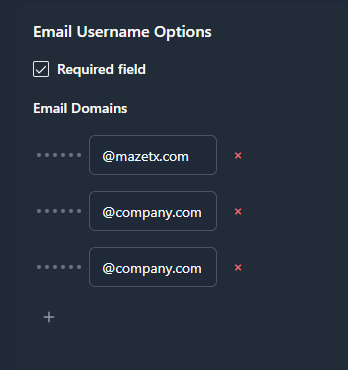 Email Username Options
Required field
Email Domains
@mazetx.com
@company.com
@company.com